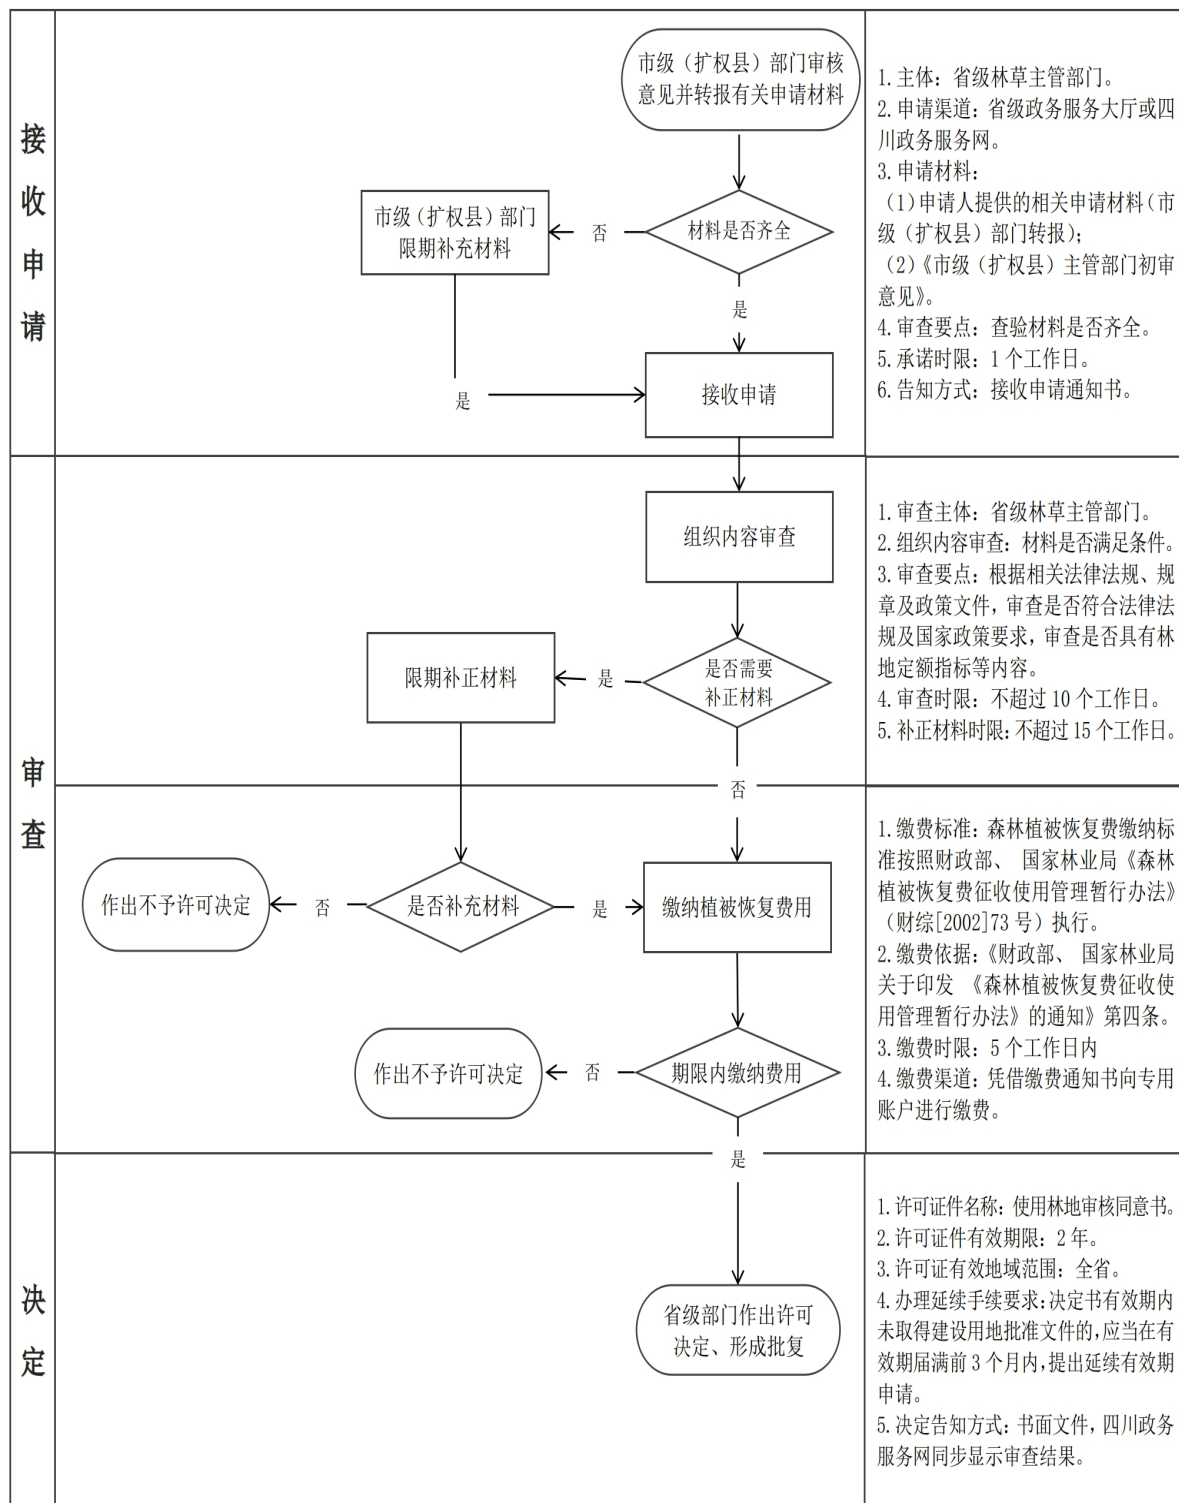 接
收
申
请
市级（扩权县）部门审核
意见并转报有关申请材料
材料是否齐全
否
市级（扩权县）部门
限期补充材料
是
是
接收申请
1.主体：省级林草主管部门。
2.申请渠道：省级政务服务大厅或四
川政务服务网。
3.申请材料：
（1）申请人提供的相关申请材料（市
级（扩权县）部门转报）；
（2）《市级（扩权县）主管部门初审
意见》。
4.审查要点：查验材料是否齐全。
5.承诺时限：1个工作日。
6.告知方式：接收申请通知书。
审
查
组织内容审查
是否需要
补正材料
是
限期补正材料
否
1.审查主体：省级林草主管部门。
2.组织内容审查：材料是否满足条件。
3.审查要点：根据相关法律法规、规
章及政策文件，审查是否符合法律法
规及国家政策要求，审查是否具有林
地定额指标等内容。
4.审查时限：不超过10个工作日。
5.补正材料时限：不超过15个工作日。
作出不予许可决定
否
是否补充材料
是
缴纳植被恢复费用
作出不予许可决定
否
期限内缴纳费用
是
1.缴费标准：森林植被恢复费缴纳标
准按照财政部、 国家林业局《森林
植被恢复费征收使用管理暂行办法》
（财综[2002]73号）执行。
2.缴费依据：《财政部、 国家林业局
关于印发 《森林植被恢复费征收使
用管理暂行办法》的通知》第四条。
3.缴费时限：5个工作日内
4.缴费渠道：凭借缴费通知书向专用
账户进行缴费。
决
定
省级部门作出许可
决定、形成批复
1.许可证件名称：使用林地审核同意书。
2.许可证件有效期限：2年。
3.许可证有效地域范围：全省。
4.办理延续手续要求：决定书有效期内
未取得建设用地批准文件的，应当在有
效期届满前3个月内，提出延续有效期
申请。
5.决定告知方式：书面文件，四川政务
服务网同步显示审查结果。